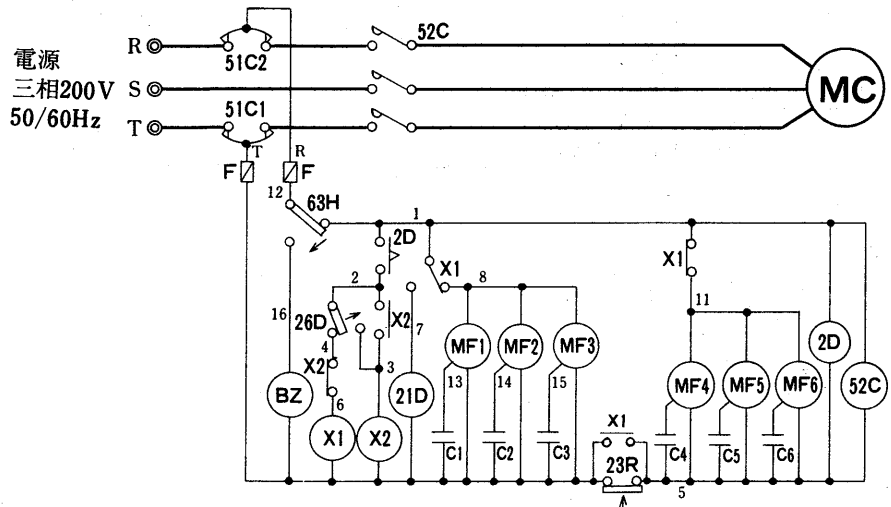 電源
三相200V
50/60Hz
R
S
T
51C2
51C1
52C
MC
T
R
F
F
12
63H
1
2D
X1
8
X1
2
26D
X2
7
16
4
3
X2
6
11
MF1
MF2
MF3
13
14
15
MF4
MF5
MF6
2D
52C
BZ
X1
X2
21D
C1
C2
C3
X1
23R
C4
C5
C6
5